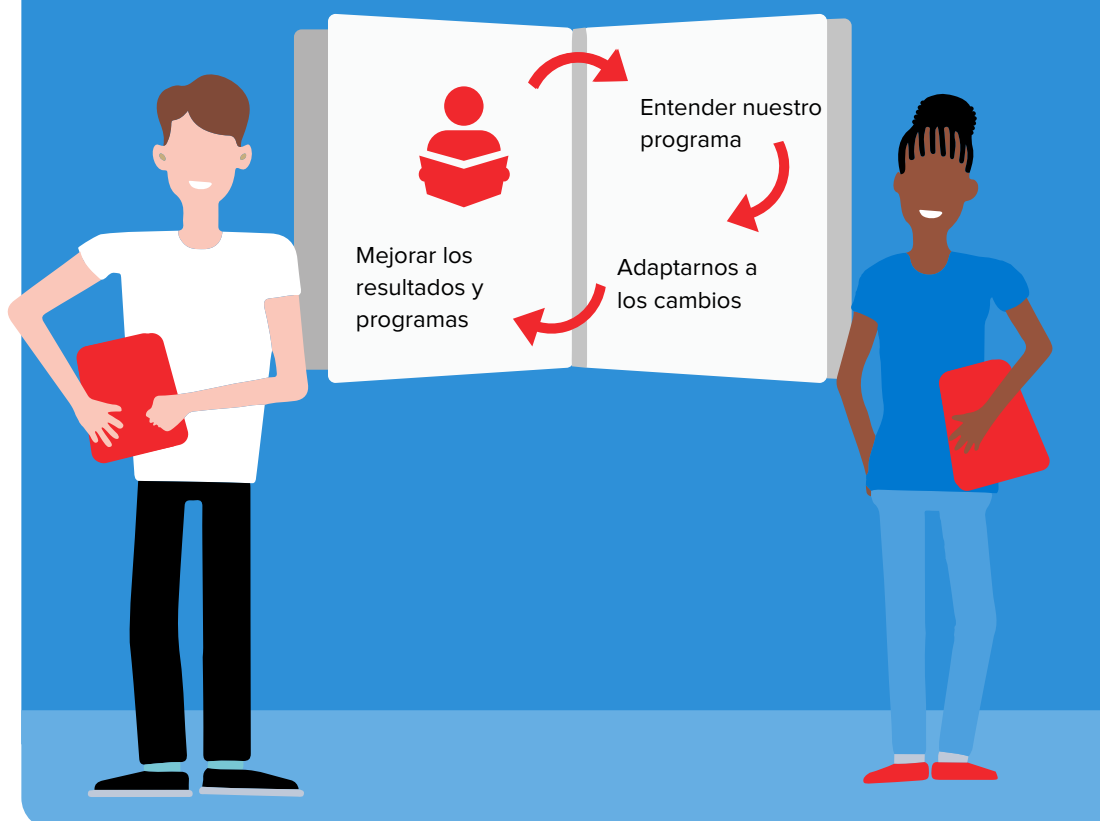 Entender nuestro
programa
Adaptarnos a
los cambios
Mejorar los
resultados y
programas